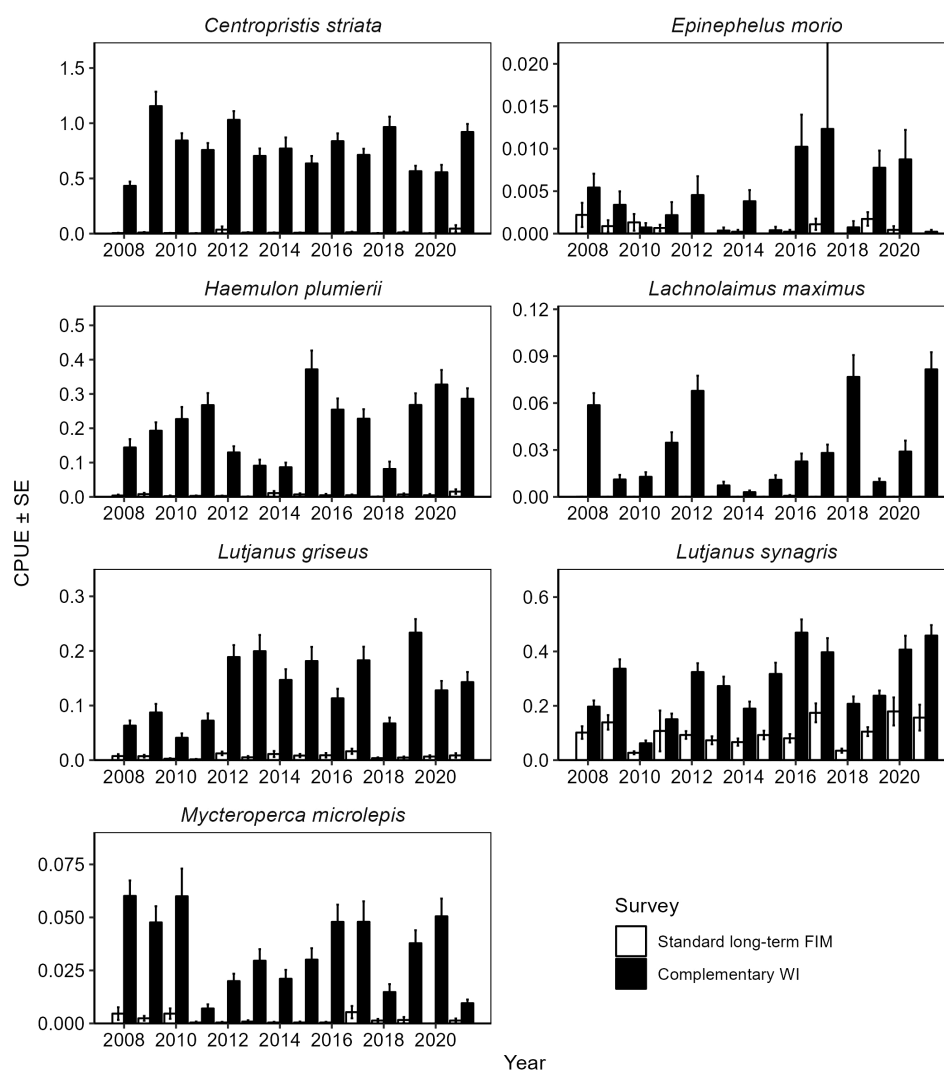 Centropristis striata
Epinephelus morio
1.5
1.0
0.5
0.0
2008 2010 2012 2014 2016 2018 2020
0.020
0.015
0.010
0.005
0.000
2008 2010 2012 2014 2016 2018 2020
Haemulon plumierii
Lachnolaimus maximus
0.5
0.4
0.3
0.2
0.1
0.0
2008 2010 2012 2014 2016 2018 2020
0.12
0.09
0.06
0.03
0.00
2008 2010 2012 2014 2016 2018 2020
CPUE ± SE
Lutjanus griseus
Lutjanus synagris
0.3
0.2
0.1
0.0
2008 2010 2012 2014 2016 2018 2020
0.6
0.4
0.2
0.0
2008 2010 2012 2014 2016 2018 2020
Mycteroperca microlepis
0.075
0.050
0.025
0.000
2008 2010 2012 2014 2016 2018 2020
Survey
Standard long-term FIM
Complementary WI
Year